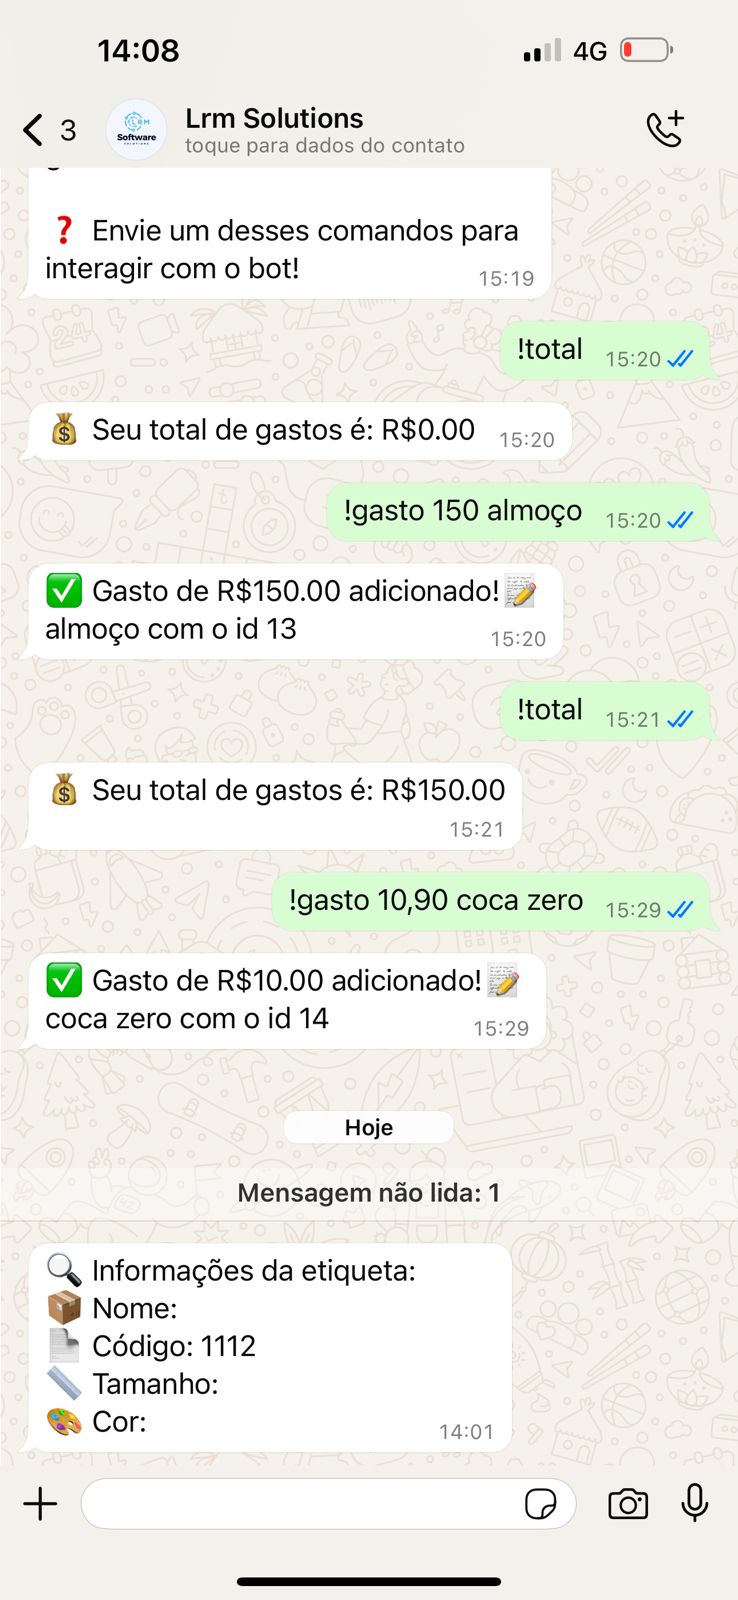 14:08
4G
3
LRM
Software
SOLUTIONS
Lrm Solutions
toque para dados do contato
❓ Envie um desses comandos para
interagir com o bot!
15:19
!total
15:20
💰 Seu total de gastos é: R$0.00
15:20
!gasto 150 almoço
15:20
✅ Gasto de R$150.00 adicionado! 📝
almoço com o id 13
15:20
!total
15:21
💰 Seu total de gastos é: R$150.00
15:21
!gasto 10,90 coca zero
15:29
✅ Gasto de R$10.00 adicionado! 📝
coca zero com o id 14
15:29
Hoje
Mensagem não lida: 1
🔍 Informações da etiqueta:
📦 Nome:
📄 Código: 1112
📏 Tamanho:
🎨 Cor:
14:01